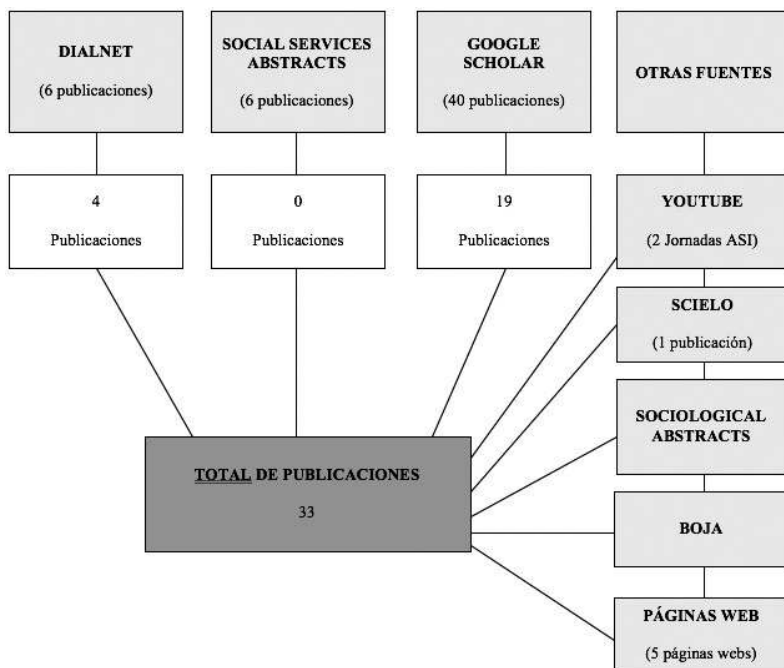 DIALNET
(6 publicaciones)
SOCIAL SERVICES
ABSTRACTS
(6 publicaciones)
GOOGLE
SCHOLAR
(40 publicaciones)
OTRAS FUENTES
4
Publicaciones
0
Publicaciones
19
Publicaciones
YOUTUBE
(2 Jornadas ASI)
SCIELO
(1 publicación)
SOCIOLOGICAL
ABSTRACTS
BOJA
PÁGINAS WEB
(5 páginas webs)
TOTAL DE PUBLICACIONES
33